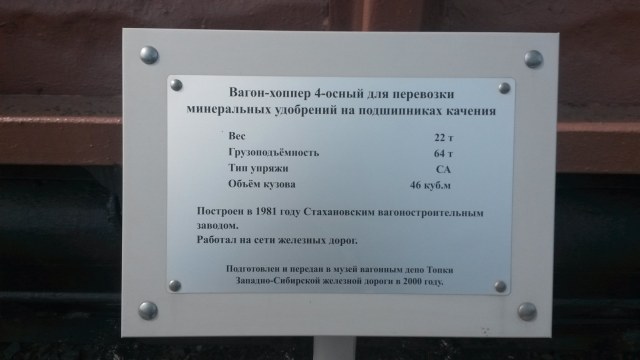 Вагон-хоппер 4-осный для перевозки
минеральных удобрений на подшипниках качения
Вес 22 т
Грузоподъёмность 64 т
Тип упряжи СА
Объём кузова 46 куб.м
Построен в 1981 году Стахановским вагоностроительным
заводом.
Работал на сети железных дорог.
Подготовлен и передан в музей вагонным депо Топки
Западно-Сибирской железной дороги в 2000 году.